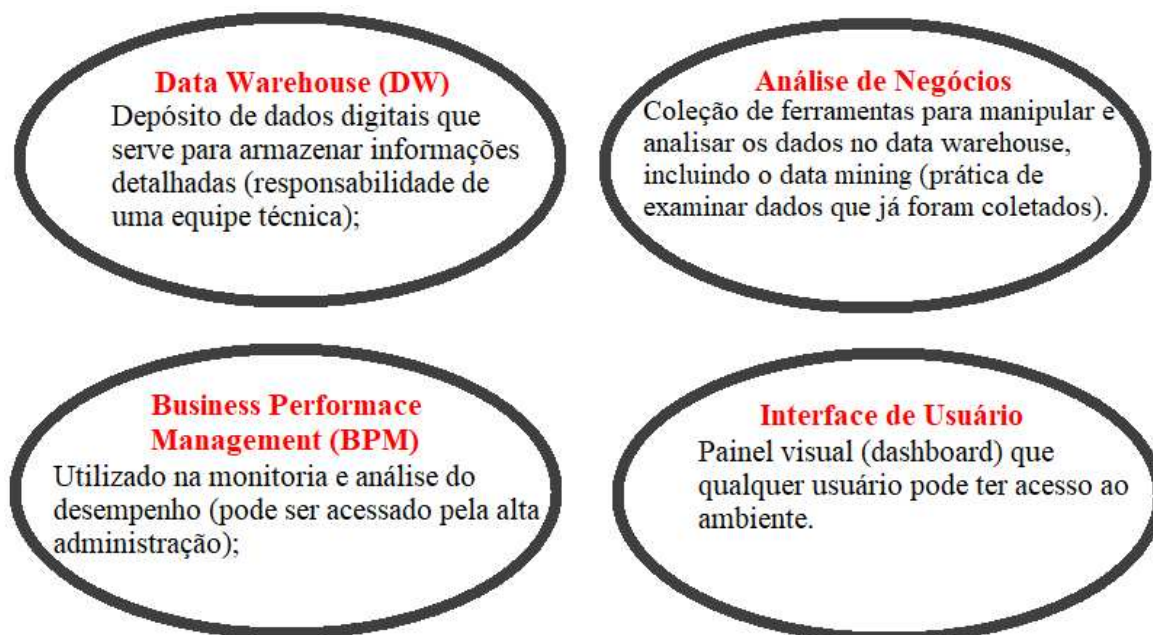 Data Warehouse (DW)
Depósito de dados digitais que
serve para armazenar informações
detalhadas (responsabilidade de
uma equipe técnica);
Análise de Negócios
Coleção de ferramentas para manipular e
analisar os dados no data warehouse,
incluindo o data mining (prática de
examinar dados que já foram coletados).
Business Performace
Management (BPM)
Utilizado na monitoria e análise do
desempenho (pode ser acessado pela alta
administração);
Interface de Usuário
Painel visual (dashboard) que
qualquer usuário pode ter acesso ao
ambiente.